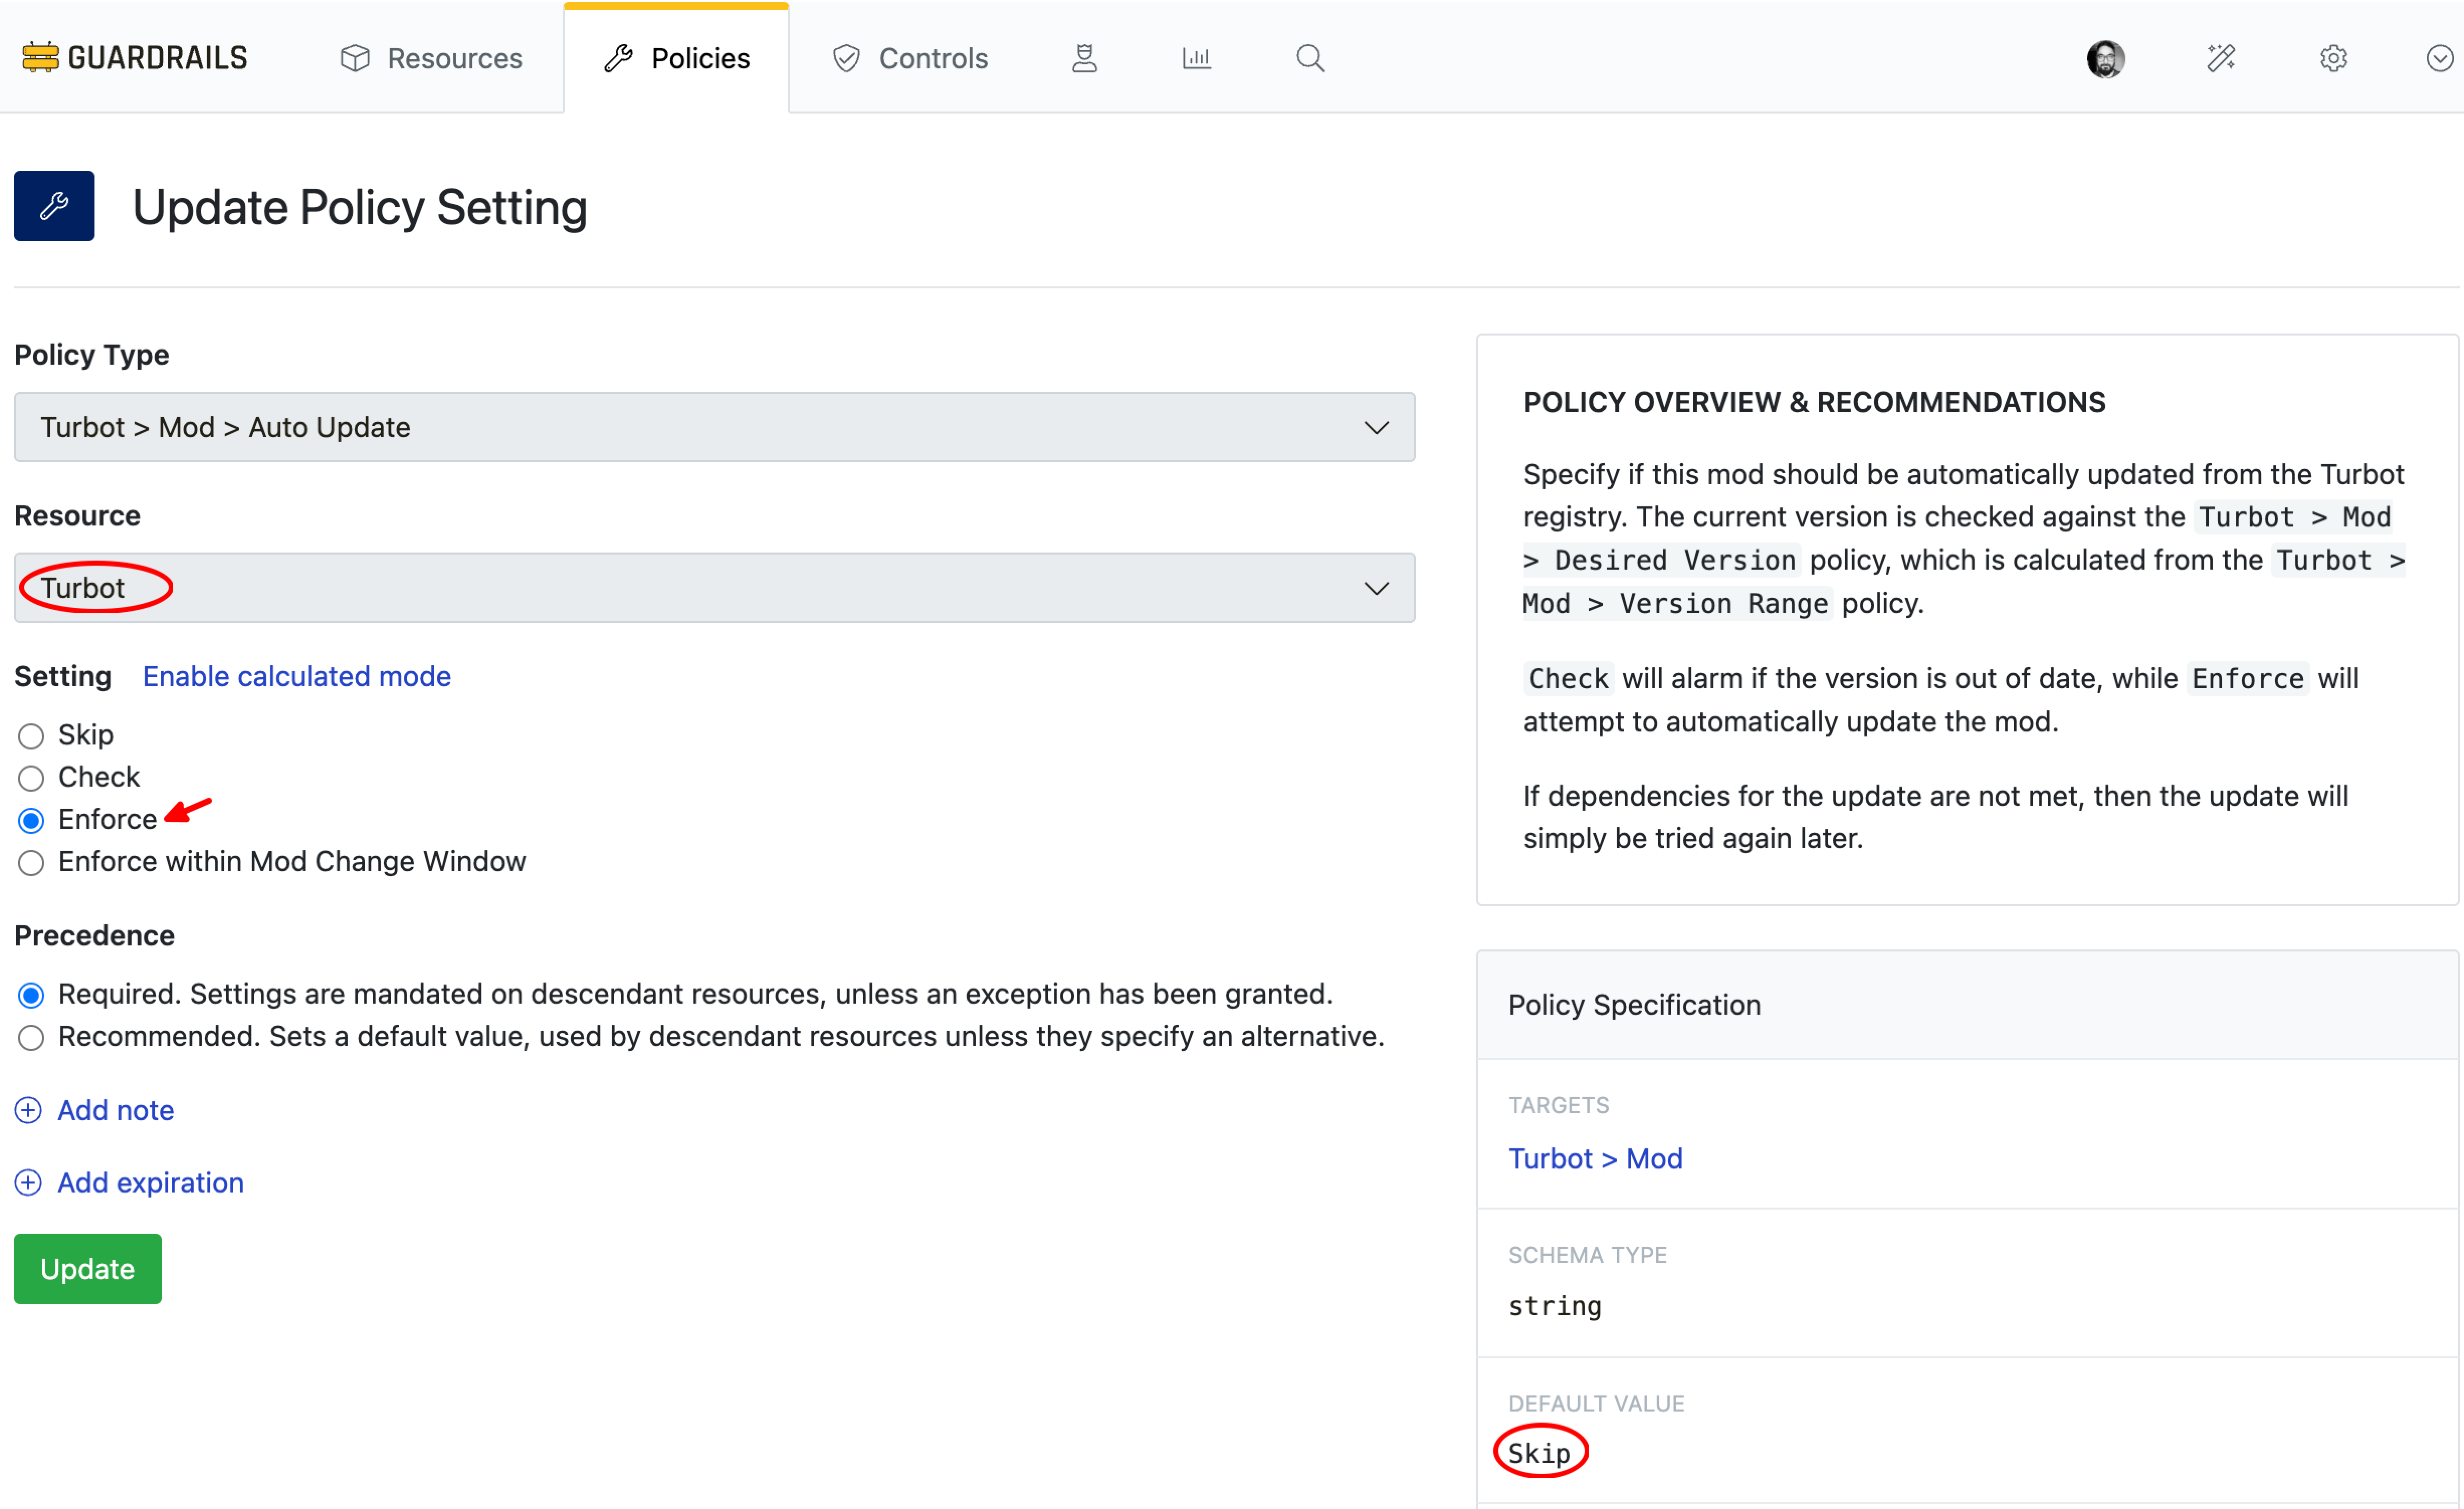 GUARDRAILS
Resources
Policies
Controls
Update Policy Setting
Policy Type
Turbot > Mod > Auto Update
Resource
Turbot
Setting Enable calculated mode
Skip
Check
Enforce
Enforce within Mod Change Window
Precedence
Required. Settings are mandated on descendant resources, unless an exception has been granted.
Recommended. Sets a default value, used by descendant resources unless they specify an alternative.
Add note
Add expiration
Update
POLICY OVERVIEW & RECOMMENDATIONS
Specify if this mod should be automatically updated from the Turbot
registry. The current version is checked against the Turbot > Mod
> Desired Version policy, which is calculated from the Turbot >
Mod > Version Range policy.
Check will alarm if the version is out of date, while Enforce will
attempt to automatically update the mod.
If dependencies for the update are not met, then the update will
simply be tried again later.
Policy Specification
TARGETS
Turbot > Mod
SCHEMA TYPE
string
DEFAULT VALUE
Skip